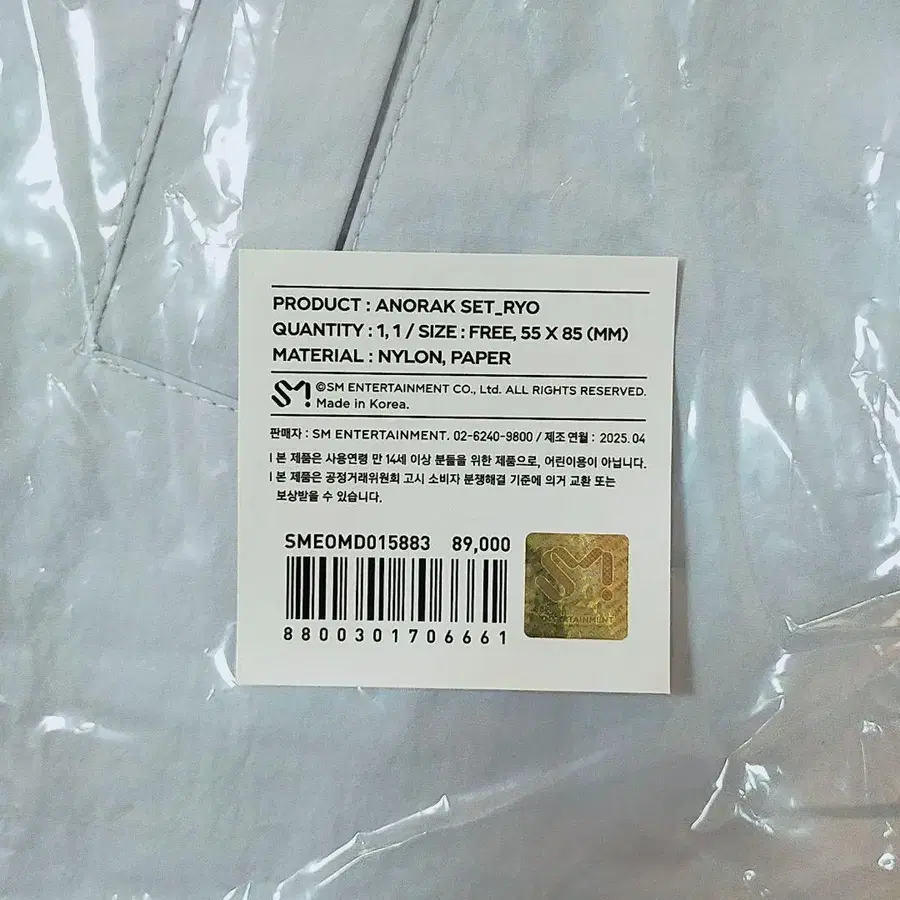 PRODUCT : ANORAK SET_RYO
QUANTITY : 1, 1 / SIZE : FREE, 55 X 85 (MM)
MATERIAL : NYLON, PAPER
SM ©SM ENTERTAINMENT CO., Ltd. ALL RIGHTS RESERVED.
Made in Korea.
판매자 : SM ENTERTAINMENT. 02-6240-9800 / 제조 연월 : 2025. 04
l 본 제품은 사용연령 만 14세 이상 분들을 위한 제품으로, 어린이용이 아닙니다.
l 본 제품은 공정거래위원회 고시 소비자 분쟁해결 기준에 의거 교환 또는
보상받을 수 있습니다.
SMEOMD015883 89,000
8800301706661
SM
ENTERTAINMENT